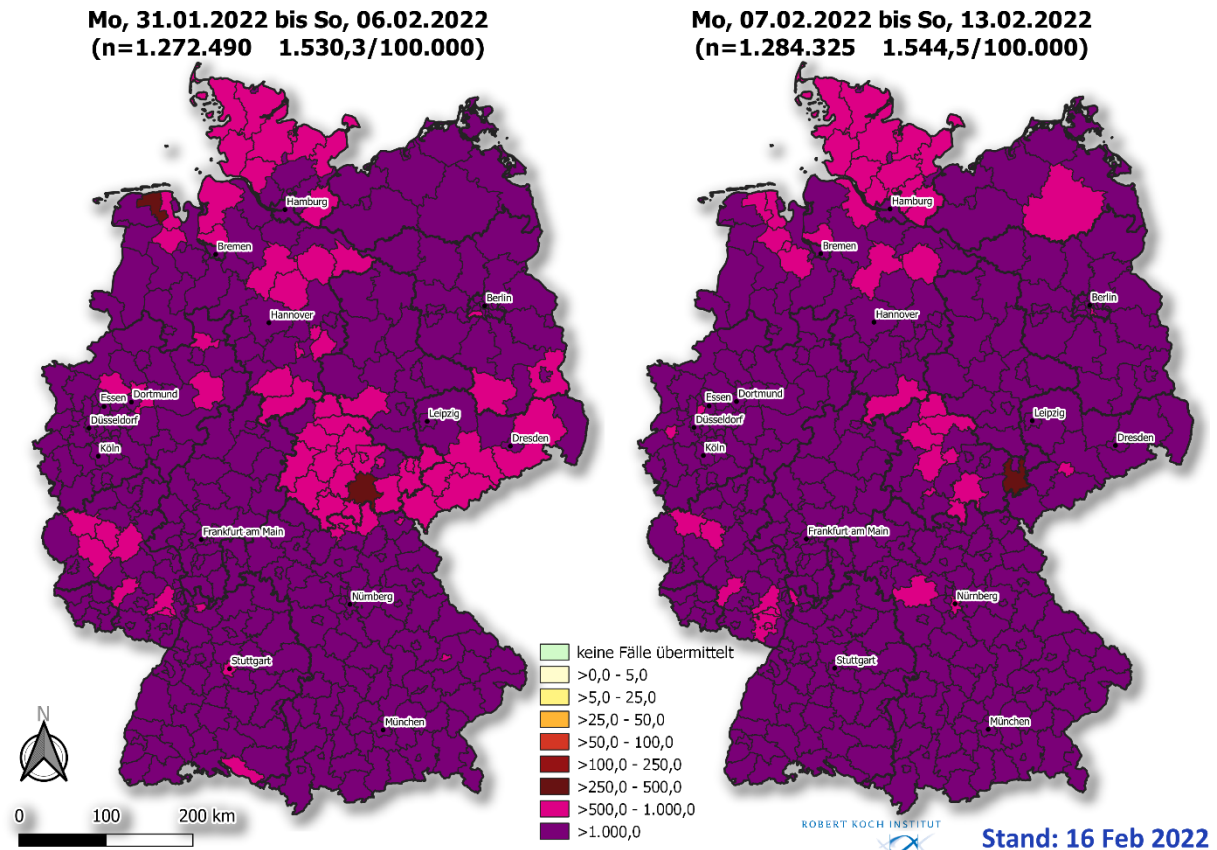 Mo, 31.01.2022 bis So, 06.02.2022
(n=1.272.490 1.530,3/100.000)
Mo, 07.02.2022 bis So, 13.02.2022
(n=1.284.325 1.544,5/100.000)
Hamburg
Bremen
Berlin
Hannover
Essen
Dortmund
Düsseldorf
Köln
Leipzig
Dresden
Frankfurt am Main
Nürnberg
Stuttgart
München
Hamburg
Bremen
Berlin
Hannover
Essen
Dortmund
Düsseldorf
Köln
Leipzig
Dresden
Frankfurt am Main
Nürnberg
Stuttgart
München
keine Fälle übermittelt
>0,0 - 5,0
>5,0 - 25,0
>25,0 - 50,0
>50,0 - 100,0
>100,0 - 250,0
>250,0 - 500,0
>500,0 - 1.000,0
>1.000,0
N
0 100 200 km
ROBERT KOCH INSTITUT
Stand: 16 Feb 2022